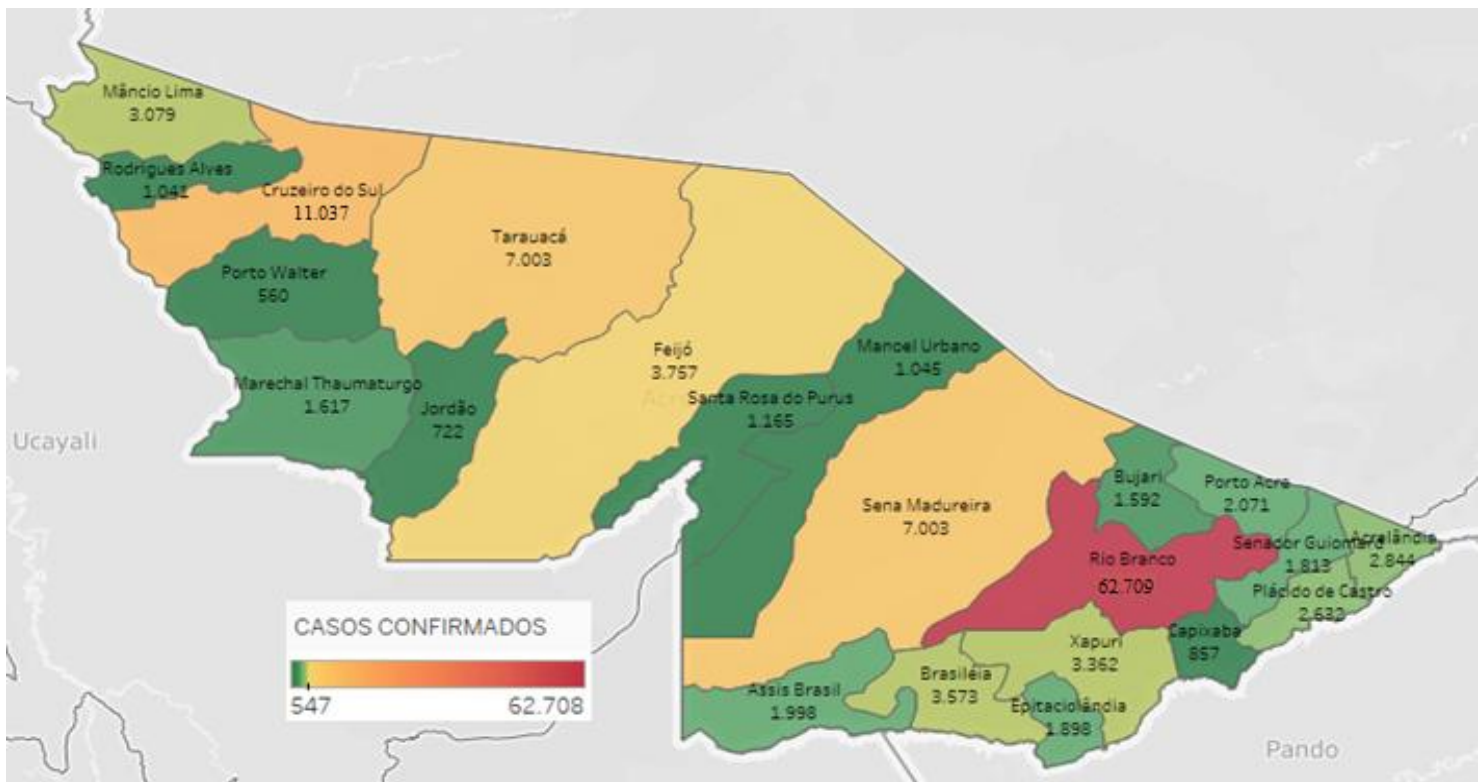 Mâncio Lima
3.079
Rodrigues Alves
1.041
Cruzeiro do Sul
11.037
Tarauacá
7.003
Porto Walter
560
Feijó
3.757
Manoel Urbano
1.045
Marechal Thaumaturgo
1.617
Jordão
722
Santa Rosa do Purus
1.165
Ucayali
Sena Madureira
7.003
Bujari
1.592
Porto Acre
2.071
Senador Guiomard
1.813
Acrelândia
2.844
Rio Branco
62.709
Plácido de Castro
2.632
Capixaba
857
Xapuri
3.362
Brasiléia
3.573
Assis Brasil
1.998
Epitaciolândia
1.898
Pando
CASOS CONFIRMADOS
547 62.708